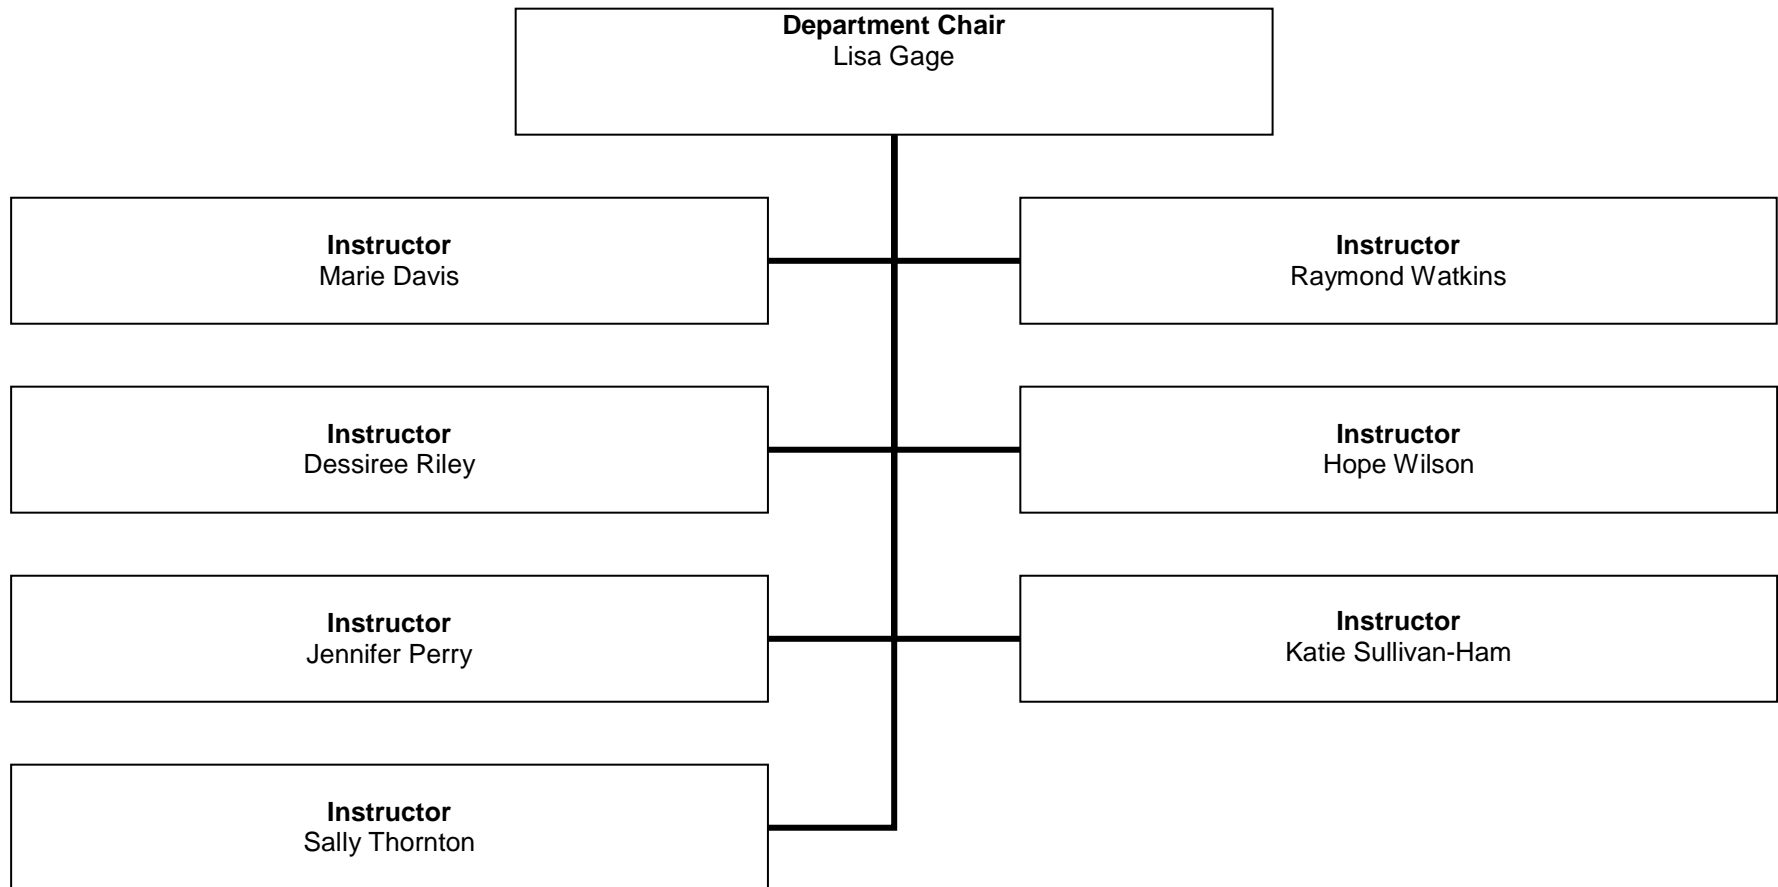 Department Chair
Lisa Gage
Instructor
Marie Davis
Instructor
Raymond Watkins
Instructor
Dessiree Riley
Instructor
Hope Wilson
Instructor
Jennifer Perry
Instructor
Katie Sullivan-Ham
Instructor
Sally Thornton